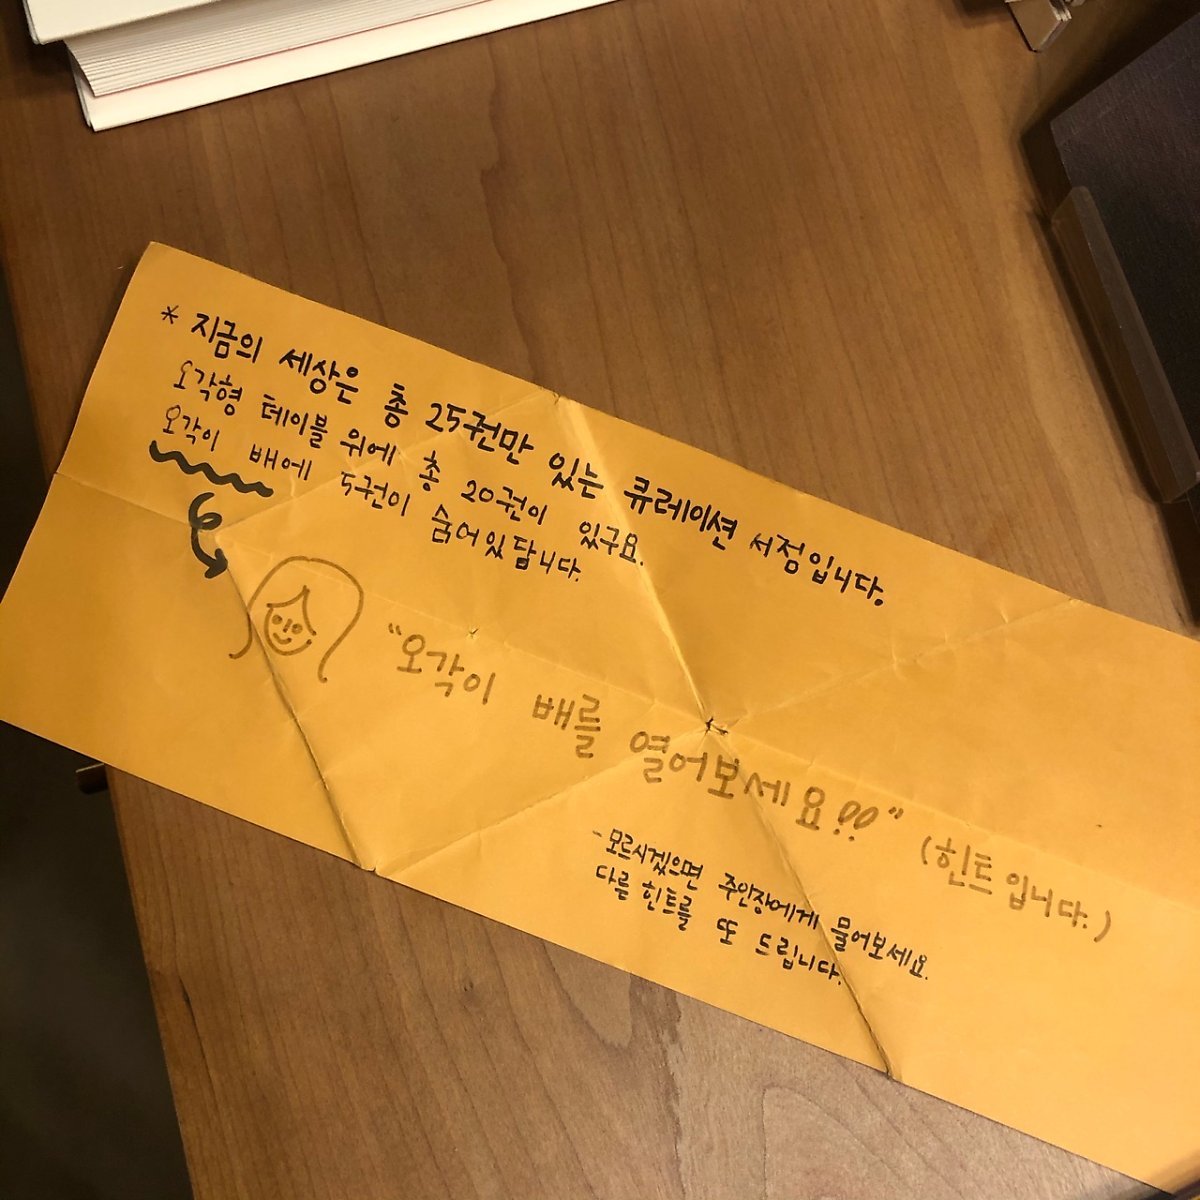 * 지금의 세상은 총 25권만 있는 큐레이션 서점입니다.
오각형 테이블 위에 총 20권이 있구요.
오각이 배에 5권이 숨어있답니다.
"오각이 배를 열어보세요!!" (힌트입니다.)
- 모르시겠으면 주인장에게 물어보세요.
다른 힌트를 또 드립니다.